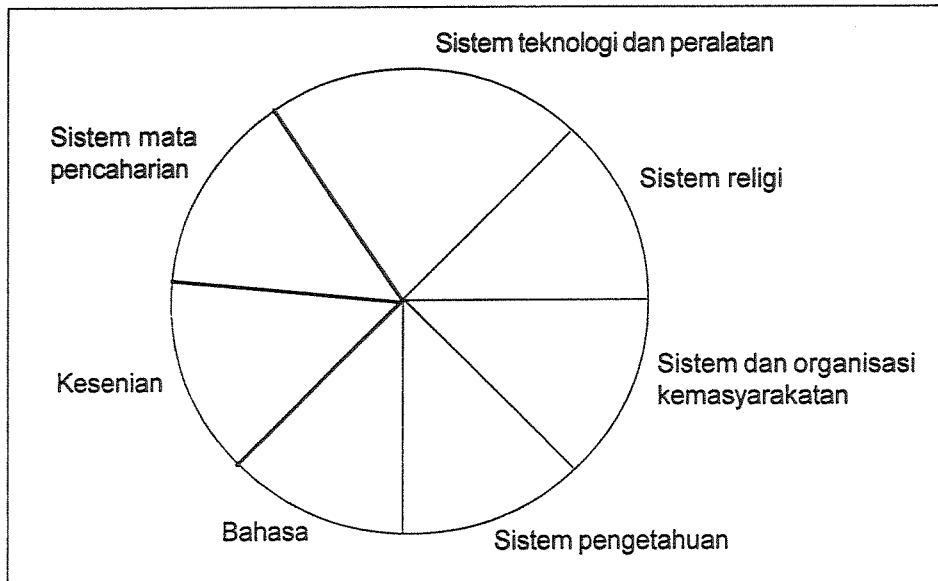 Sistem teknologi dan peralatan
Sistem mata
pencaharian
Sistem religi
Sistem dan organisasi
kemasyarakatan
Kesenian
Bahasa
Sistem pengetahuan